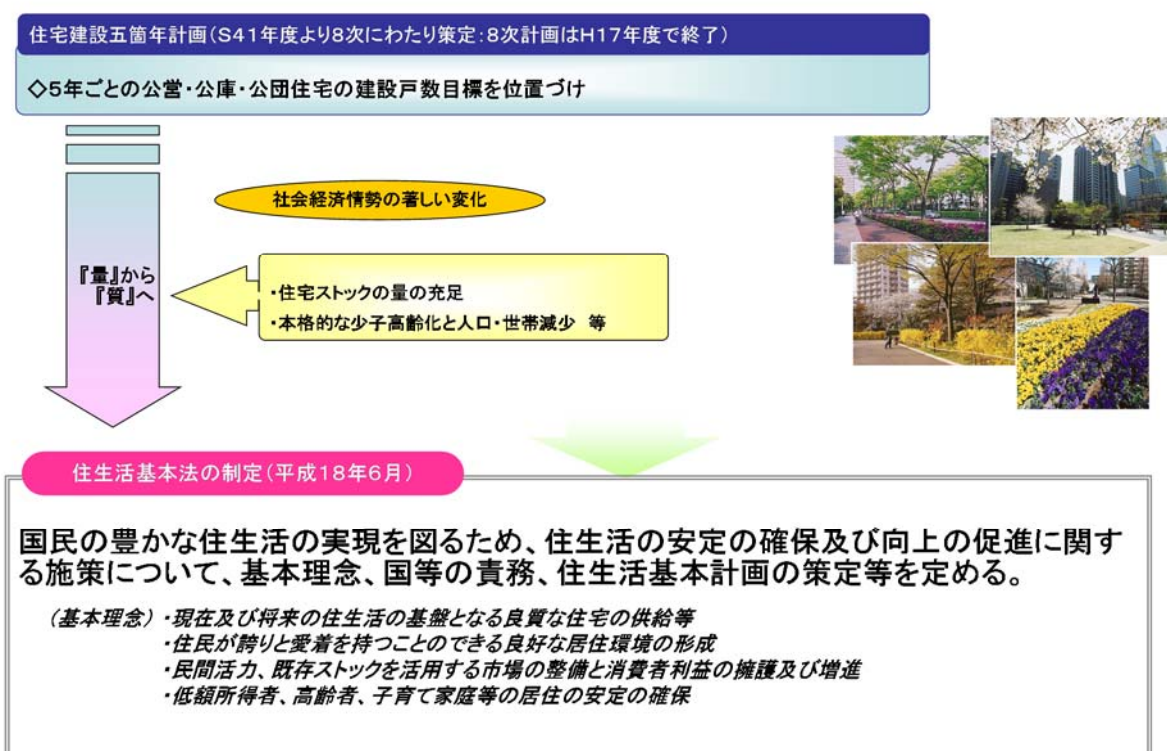 住宅建設五箇年計画(S41年度より8次にわたり策定:8次計画はH17年度で終了)
◇5年ごとの公営・公庫・公団住宅の建設戸数目標を位置づけ
社会経済情勢の著しい変化
『量』から
『質』へ
・住宅ストックの量の充足
・本格的な少子高齢化と人口・世帯減少 等
住生活基本法の制定(平成18年6月)
国民の豊かな住生活の実現を図るため、住生活の安定の確保及び向上の促進に関す
る施策について、基本理念、国等の責務、住生活基本計画の策定等を定める。
(基本理念)・現在及び将来の住生活の基盤となる良質な住宅の供給等
・住民が誇りと愛着を持つことのできる良好な居住環境の形成
・民間活力、既存ストックを活用する市場の整備と消費者利益の擁護及び増進
・低額所得者、高齢者、子育て家庭等の居住の安定の確保